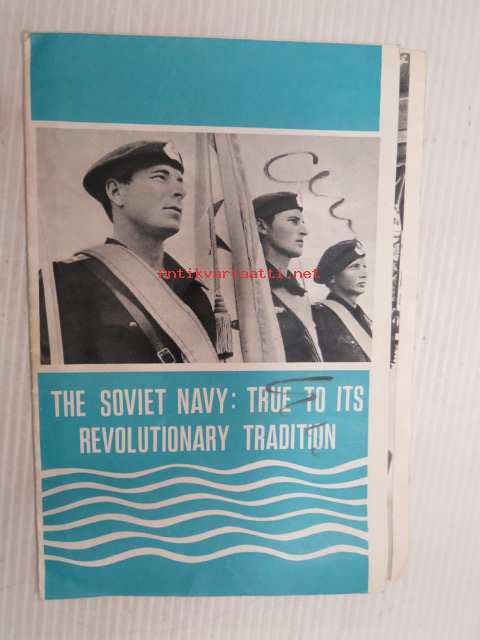 antikvariaatti.net
THE SOVIET NAVY: TRUE TO ITS
REVOLUTIONARY TRADITION